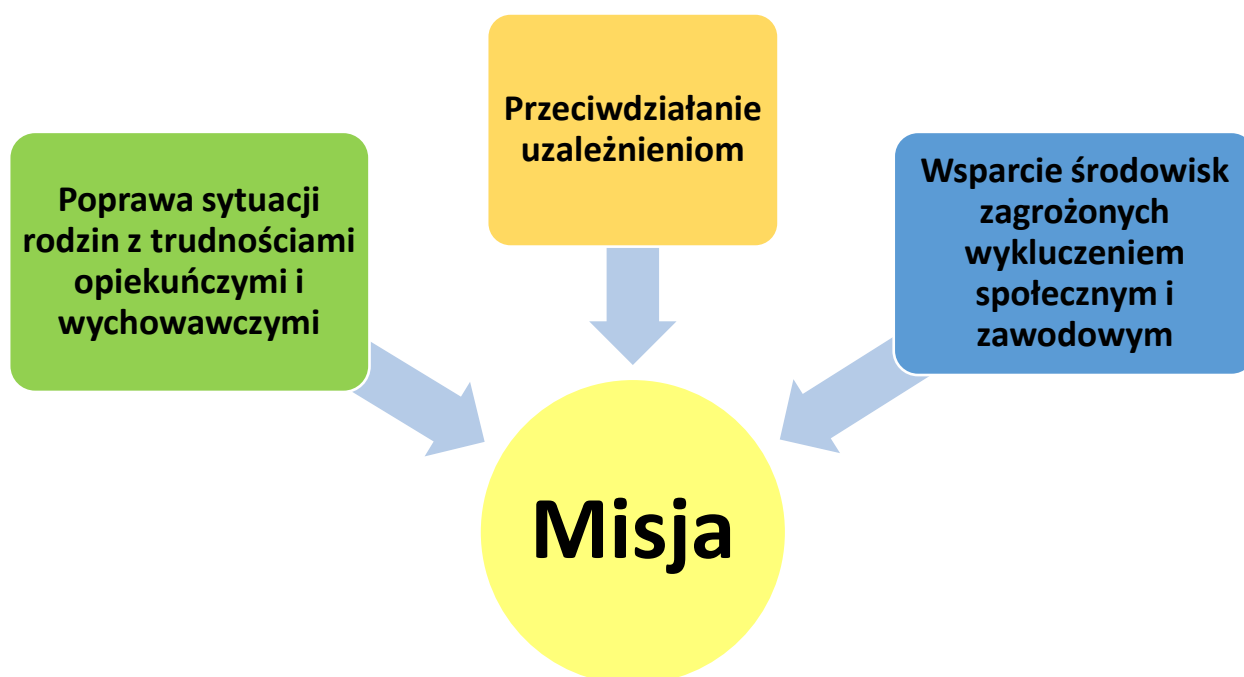 Poprawa sytuacji
rodzin z trudnościami
opiekuńczymi i
wychowawczymi
Przeciwdziałanie
uzależnieniom
Wsparcie środowisk
zagrożonych
wykluczeniem
społecznym i
zawodowym
Misja